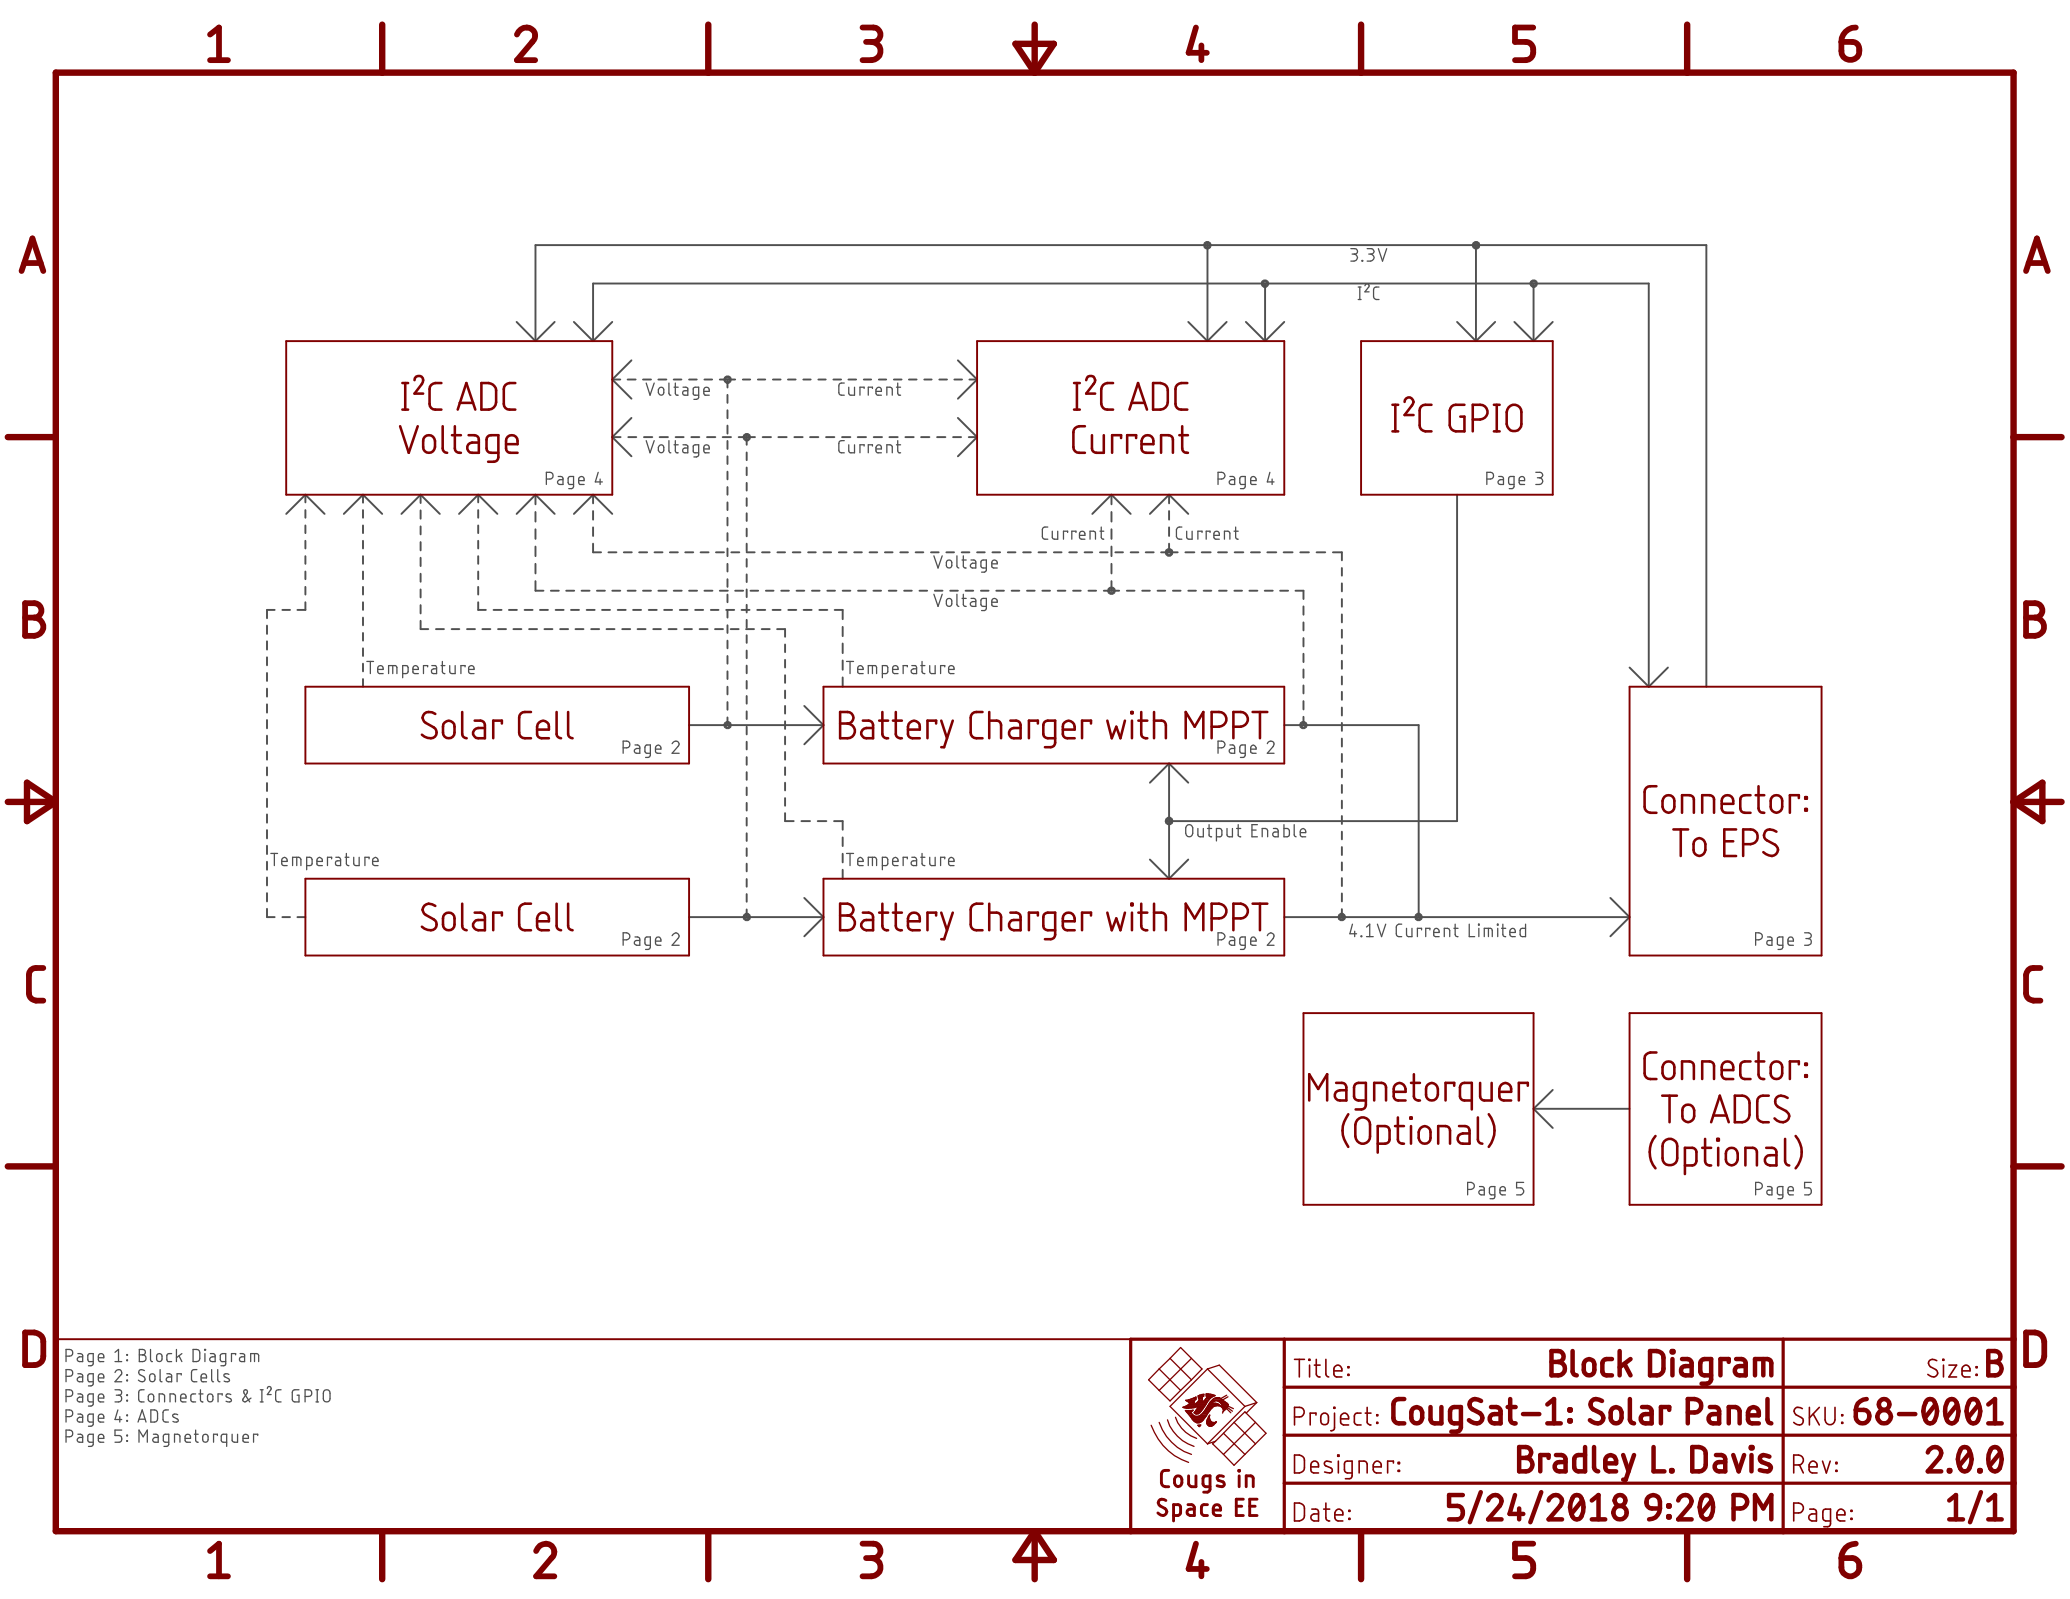 1 2 3 4 5 6
A A
3.3V
I²C
I²C ADC
Voltage
Page 4
Voltage Current
Voltage Current
I²C ADC
Current
Page 4
I²C GPIO
Page 3
Current Current
Voltage
Voltage
B B
Temperature Temperature
Solar Cell
Page 2
Battery Charger with MPPT
Page 2
Output Enable
Connector:
To EPS
Page 3
Temperature Temperature
Solar Cell
Page 2
Battery Charger with MPPT
Page 2
4.1V Current Limited
C C
Magnetorquer
(Optional)
Page 5
Connector:
To ADCS
(Optional)
Page 5
D D
Page 1: Block Diagram
Page 2: Solar Cells
Page 3: Connectors & I²C GPIO
Page 4: ADCs
Page 5: Magnetorquer
Cougs in
Space EE
Title: Block Diagram Size: B
Project: CougSat-1: Solar Panel SKU: 68-0001
Designer: Bradley L. Davis Rev: 2.0.0
Date: 5/24/2018 9:20 PM Page: 1/1
1 2 3 4 5 6